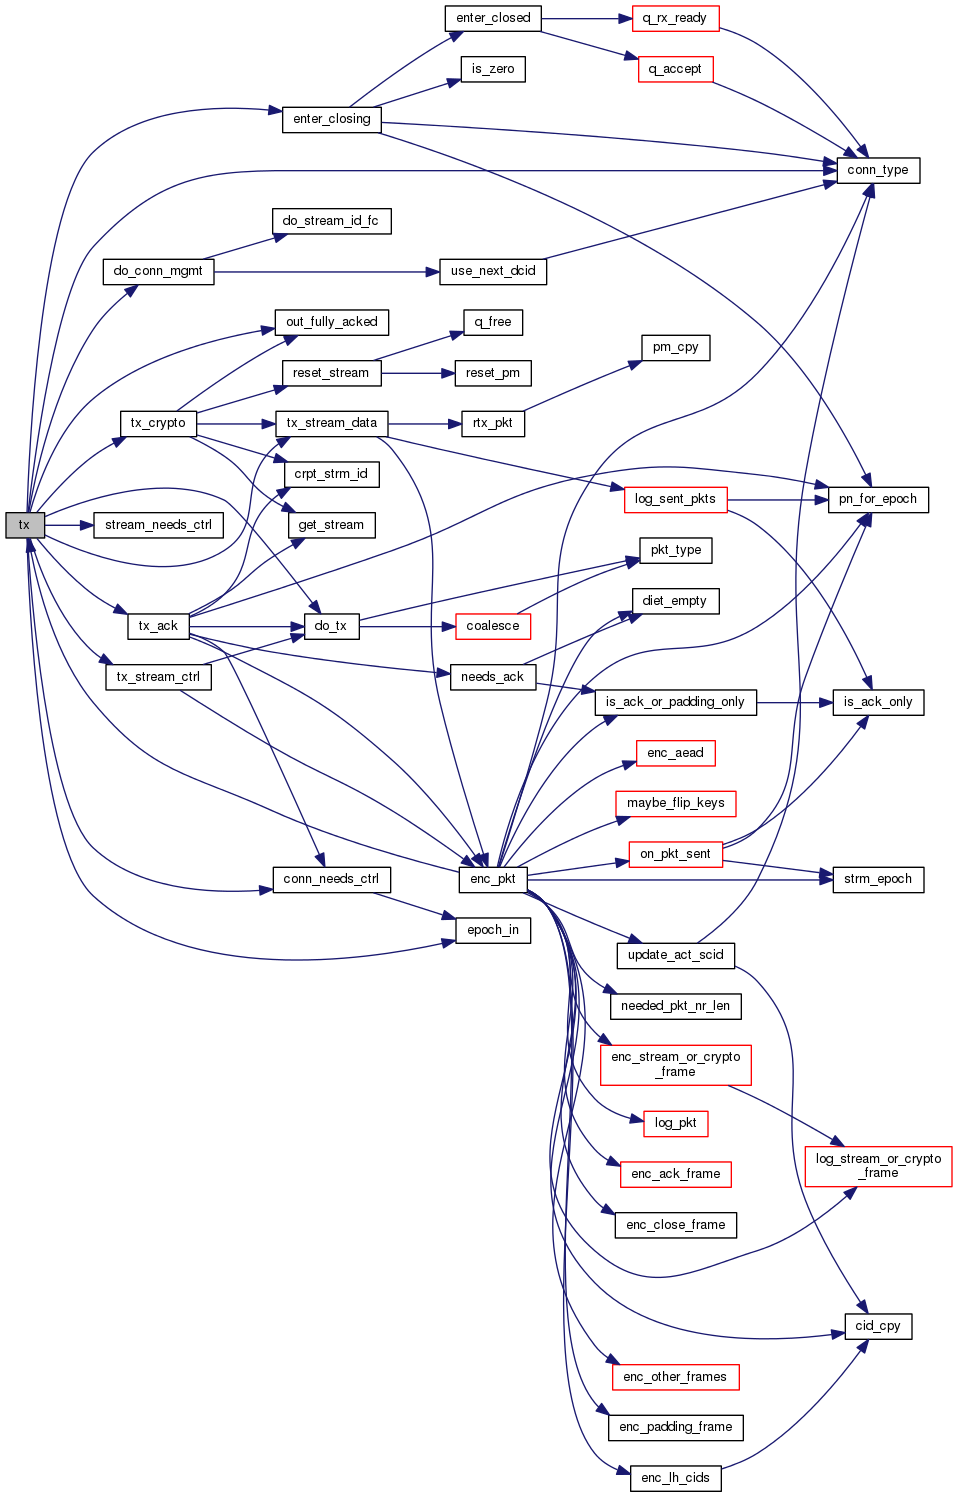 enter_closed
q_rx_ready
is_zero
q_accept
enter_closing
conn_type
do_stream_id_fc
do_conn_mgmt
use_next_dcid
out_fully_acked
q_free
pm_cpy
reset_stream
reset_pm
tx_crypto
tx_stream_data
rtx_pkt
crpt_strm_id
log_sent_pkts
pn_for_epoch
tx
stream_needs_ctrl
get_stream
pkt_type
diet_empty
tx_ack
do_tx
coalesce
tx_stream_ctrl
needs_ack
is_ack_or_padding_only
is_ack_only
enc_aead
maybe_flip_keys
on_pkt_sent
conn_needs_ctrl
enc_pkt
strm_epoch
epoch_in
update_act_scid
needed_pkt_nr_len
enc_stream_or_crypto
_frame
log_pkt
log_stream_or_crypto
_frame
enc_ack_frame
enc_close_frame
cid_cpy
enc_other_frames
enc_padding_frame
enc_lh_cids